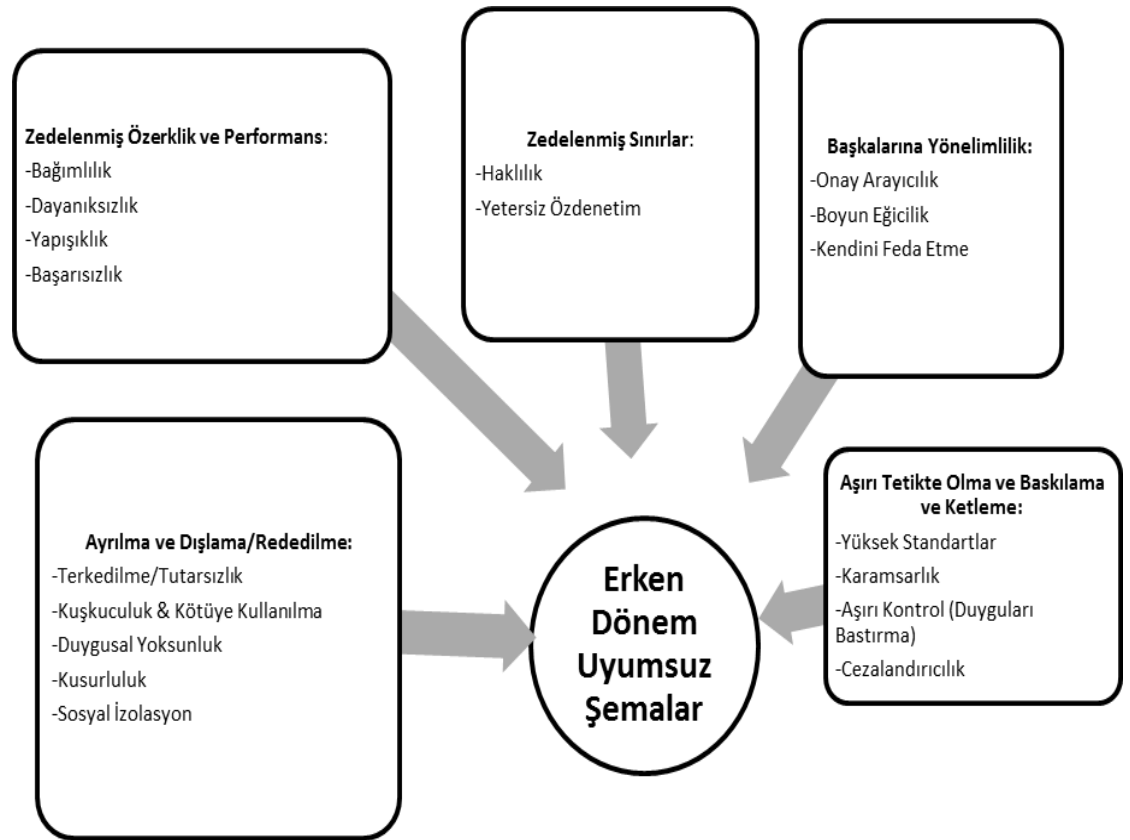 Zedelenmiş Özerklik ve Performans:
-Bağımlılık
-Dayanıksızlık
-Yapışıklık
-Başarısızlık
Zedelenmiş Sınırlar:
-Haklılık
-Yetersiz Özdenetim
Başkalarına Yönelimlilik:
-Onay Arayıcılık
-Boyun Eğicilik
-Kendini Feda Etme
Ayrılma ve Dışlama/Rededilme:
-Terkedilme/Tutarsızlık
-Kuşkuculuk & Kötüye Kullanılma
-Duygusal Yoksunluk
-Kusurluluk
-Sosyal İzolasyon
Erken
Dönem
Uyumsuz
Şemalar
Aşırı Tetikte Olma ve Baskılama
ve Ketleme:
-Yüksek Standartlar
-Karamsarlık
-Aşırı Kontrol (Duyguları
Bastırma)
-Cezalandırıcılık